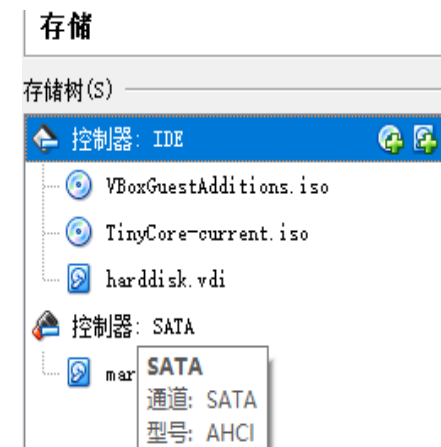 存储
存储树(S)
控制器: IDE
VBoxGuestAdditions.iso
TinyCore-current.iso
harddisk.vdi
控制器: SATA
mar
SATA
通道: SATA
型号: AHCI